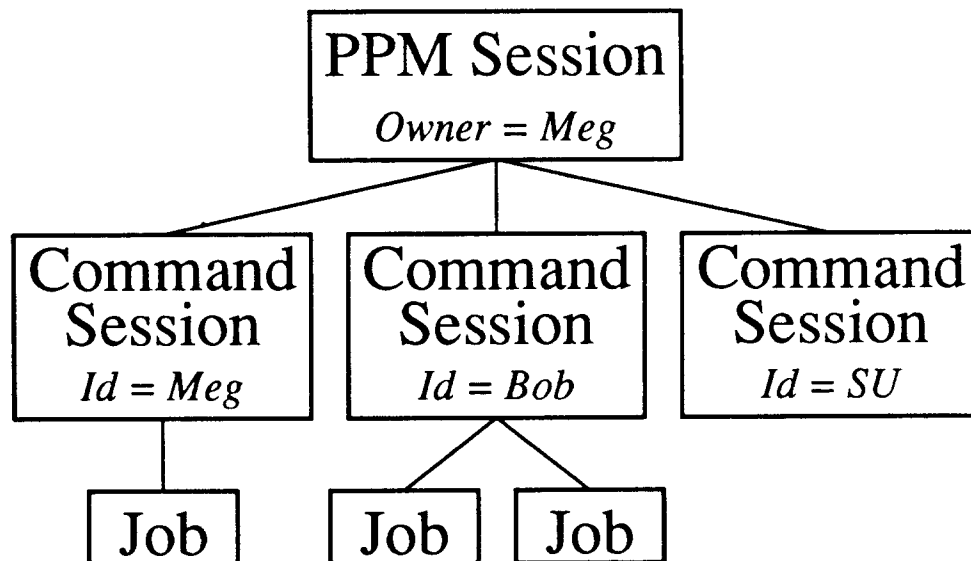 PPM Session
Owner = Meg
Command
Session
Id = Meg
Command
Session
Id = Bob
Command
Session
Id = SU
Job
Job
Job